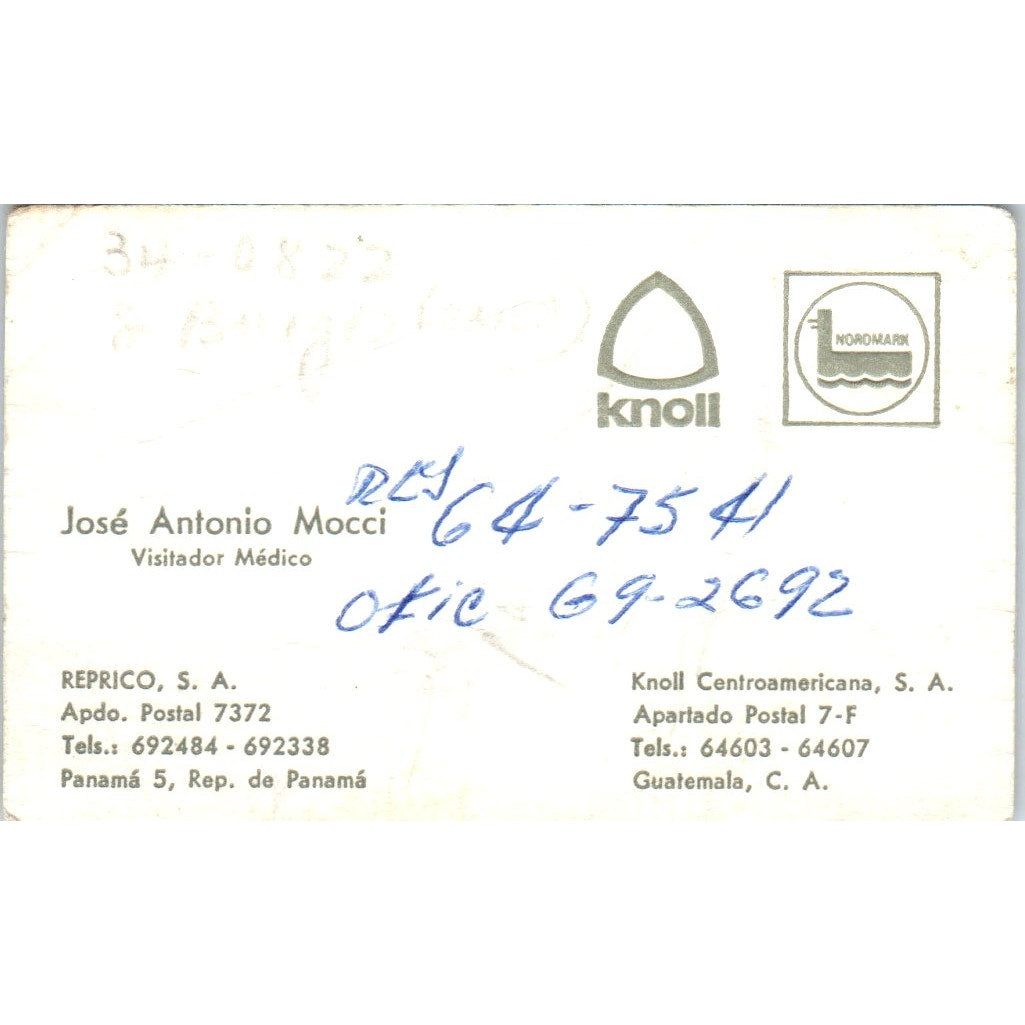 34-0822
knoll
NORDMARK
RES 64-7541
José Antonio Mocci
Visitador Médico
Ofic 69-2692
REPRICO, S. A.
Apdo. Postal 7372
Tels.: 692484 - 692338
Panamá 5, Rep. de Panamá
Knoll Centroamericana, S. A.
Apartado Postal 7-F
Tels.: 64603 - 64607
Guatemala, C. A.